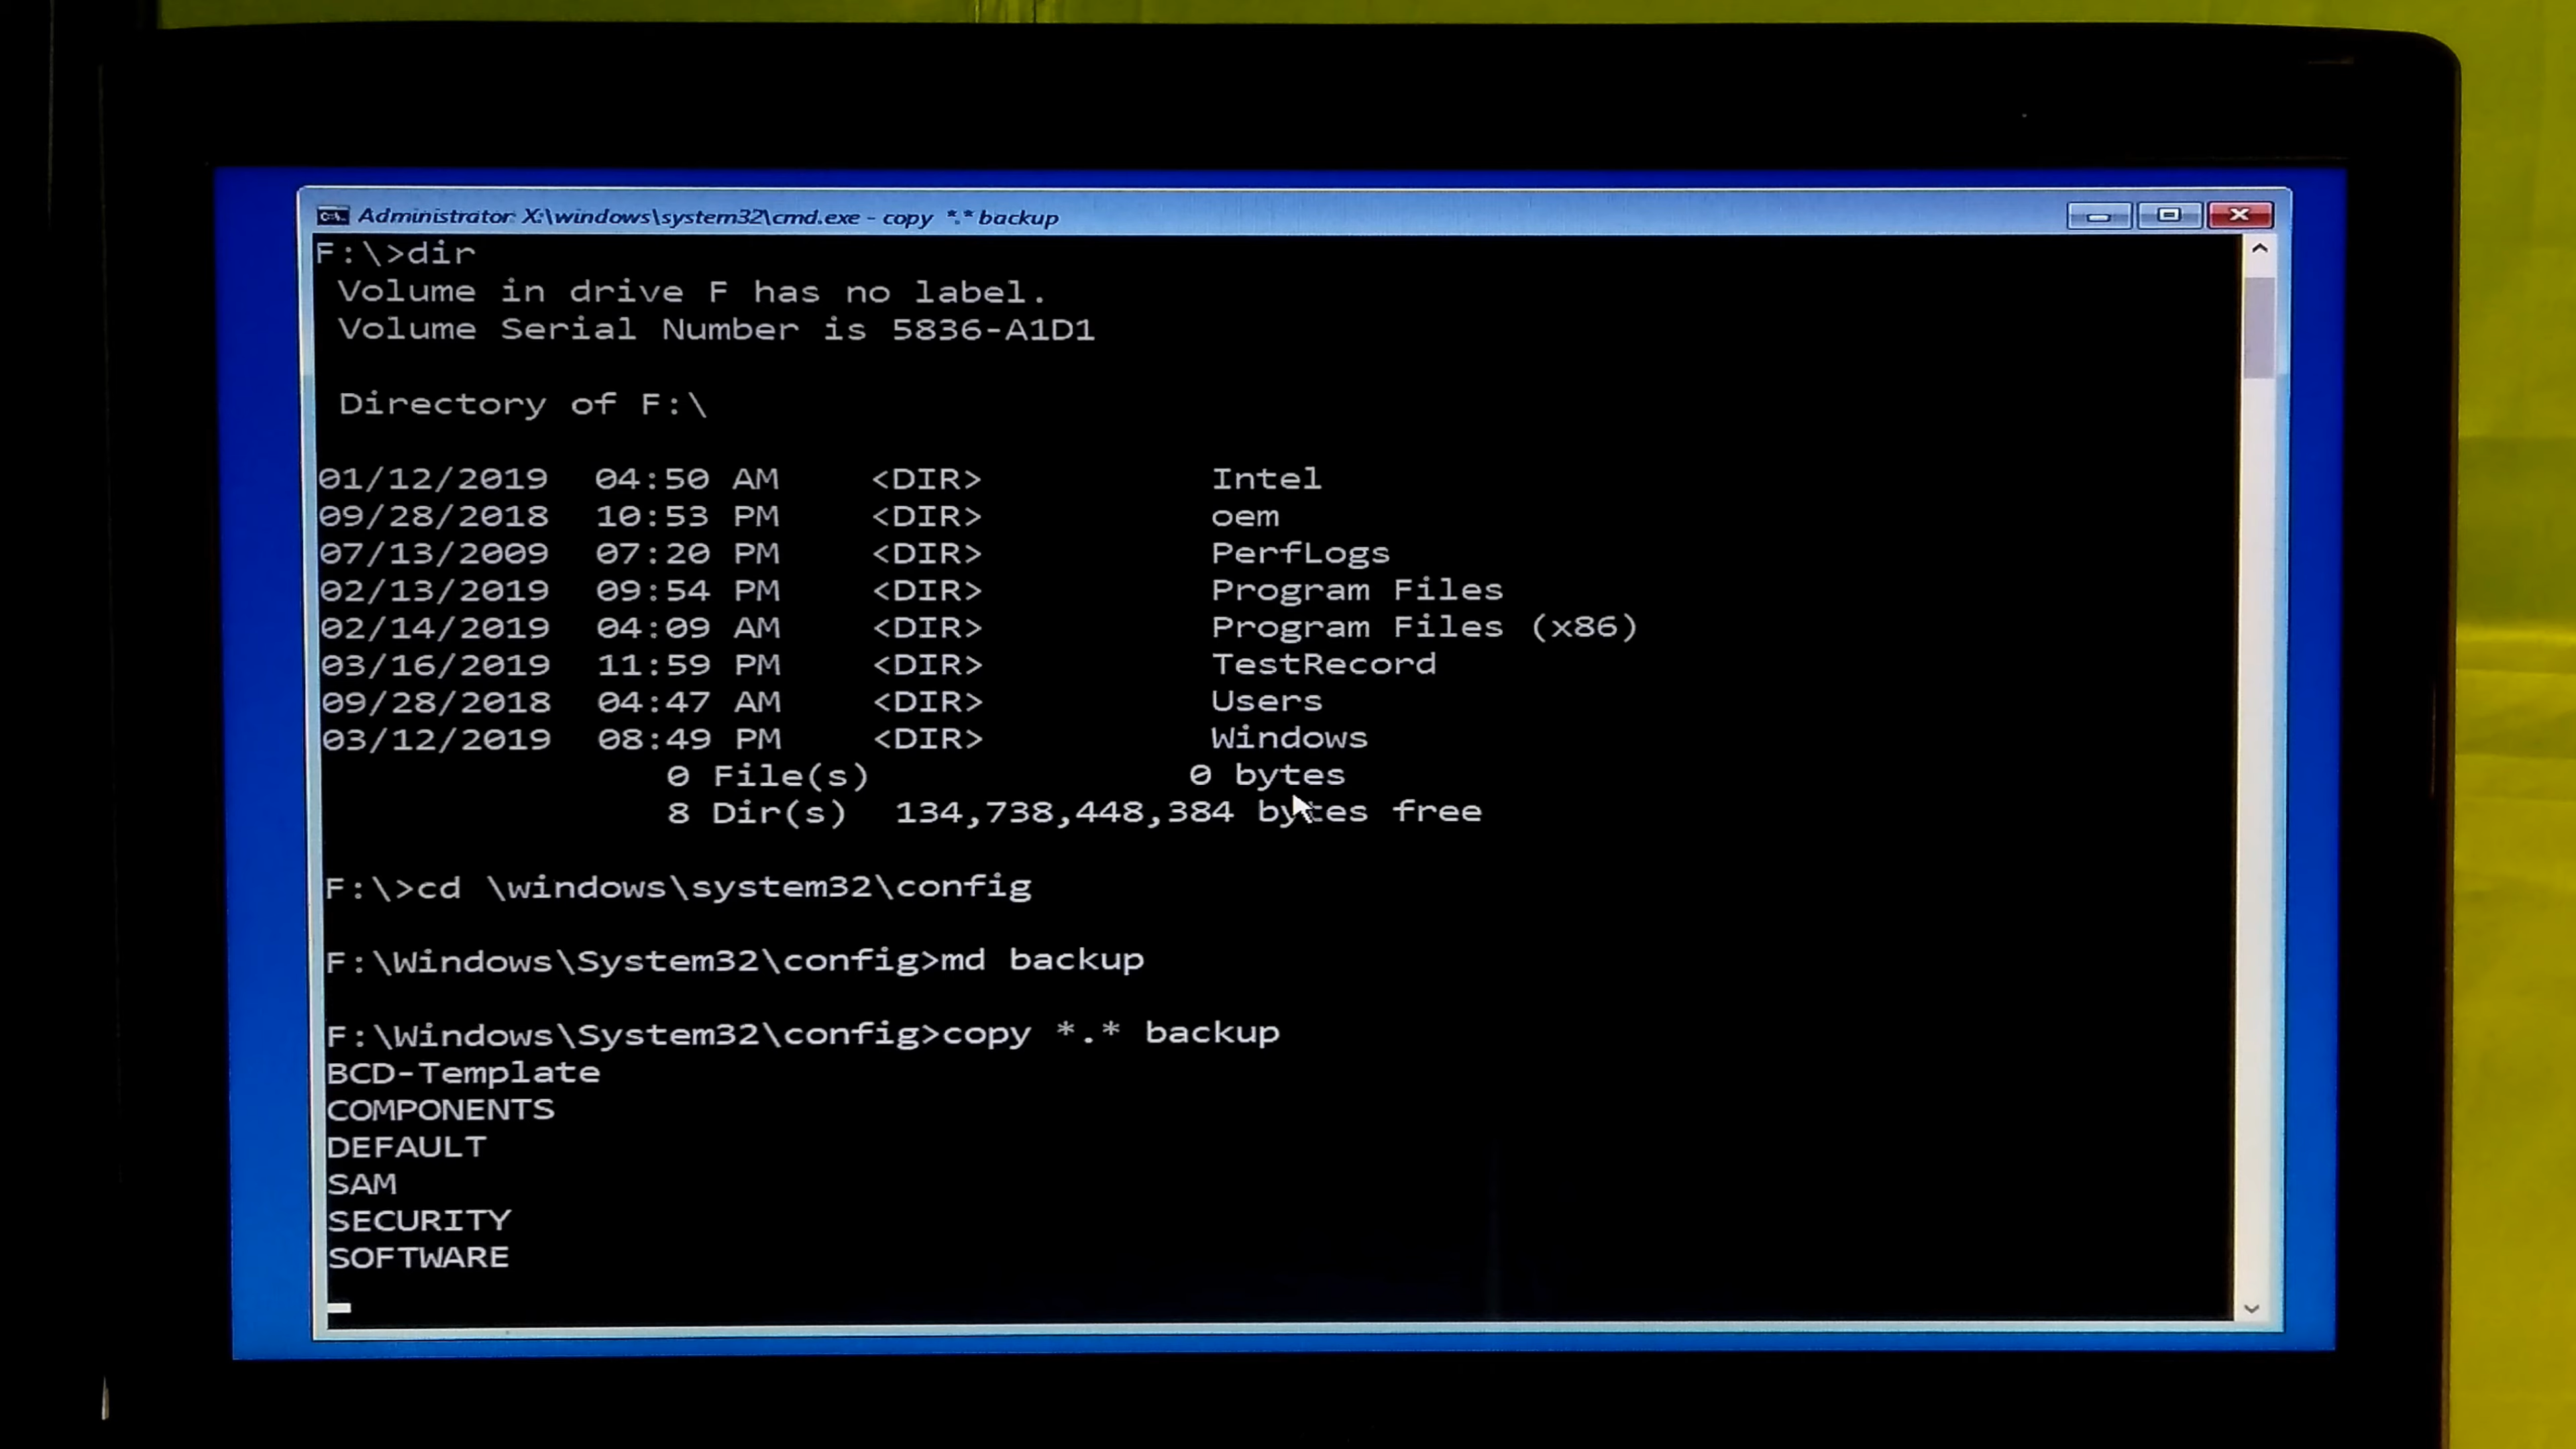 Administrator: X:\windows\system32\cmd.exe - copy *.* backup
F:\>dir
Volume in drive F has no label.
Volume Serial Number is 5836-A1D1
Directory of F:\
01/12/2019 04:50 AM <DIR> Intel
09/28/2018 10:53 PM <DIR> oem
07/13/2009 07:20 PM <DIR> PerfLogs
02/13/2019 09:54 PM <DIR> Program Files
02/14/2019 04:09 AM <DIR> Program Files (x86)
03/16/2019 11:59 PM <DIR> TestRecord
09/28/2018 04:47 AM <DIR> Users
03/12/2019 08:49 PM <DIR> Windows
0 File(s) 0 bytes
8 Dir(s) 134,738,448,384 bytes free
F:\>cd \windows\system32\config
F:\Windows\System32\config>md backup
F:\Windows\System32\config>copy *.* backup
BCD-Template
COMPONENTS
DEFAULT
SAM
SECURITY
SOFTWARE